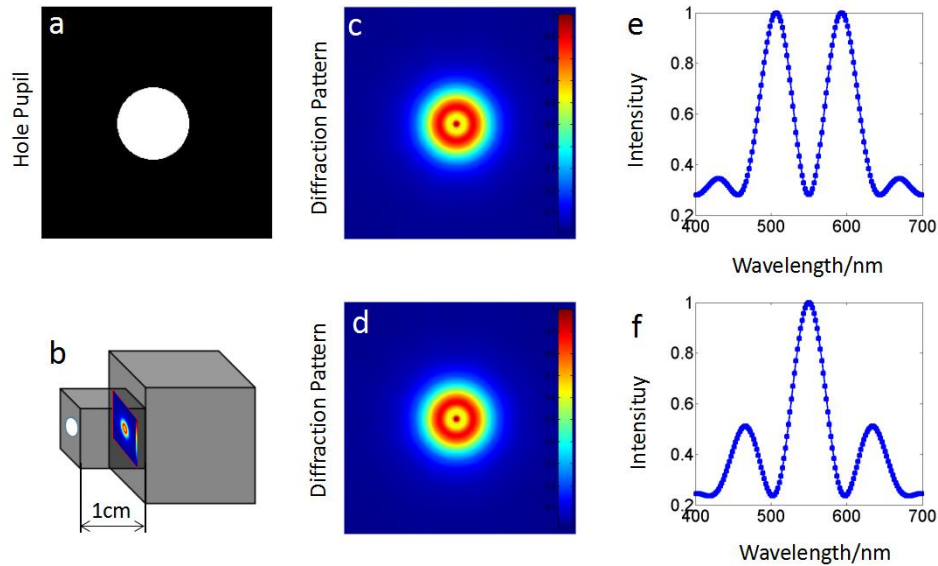 a
Hole Pupil
c
Diffraction Pattern
e
Intensituy
1
0.8
0.6
0.4
0.2
400
500
600
700
Wavelength/nm
b
1cm
d
Diffraction Pattern
f
Intensituy
1
0.8
0.6
0.4
0.2
400
500
600
700
Wavelength/nm